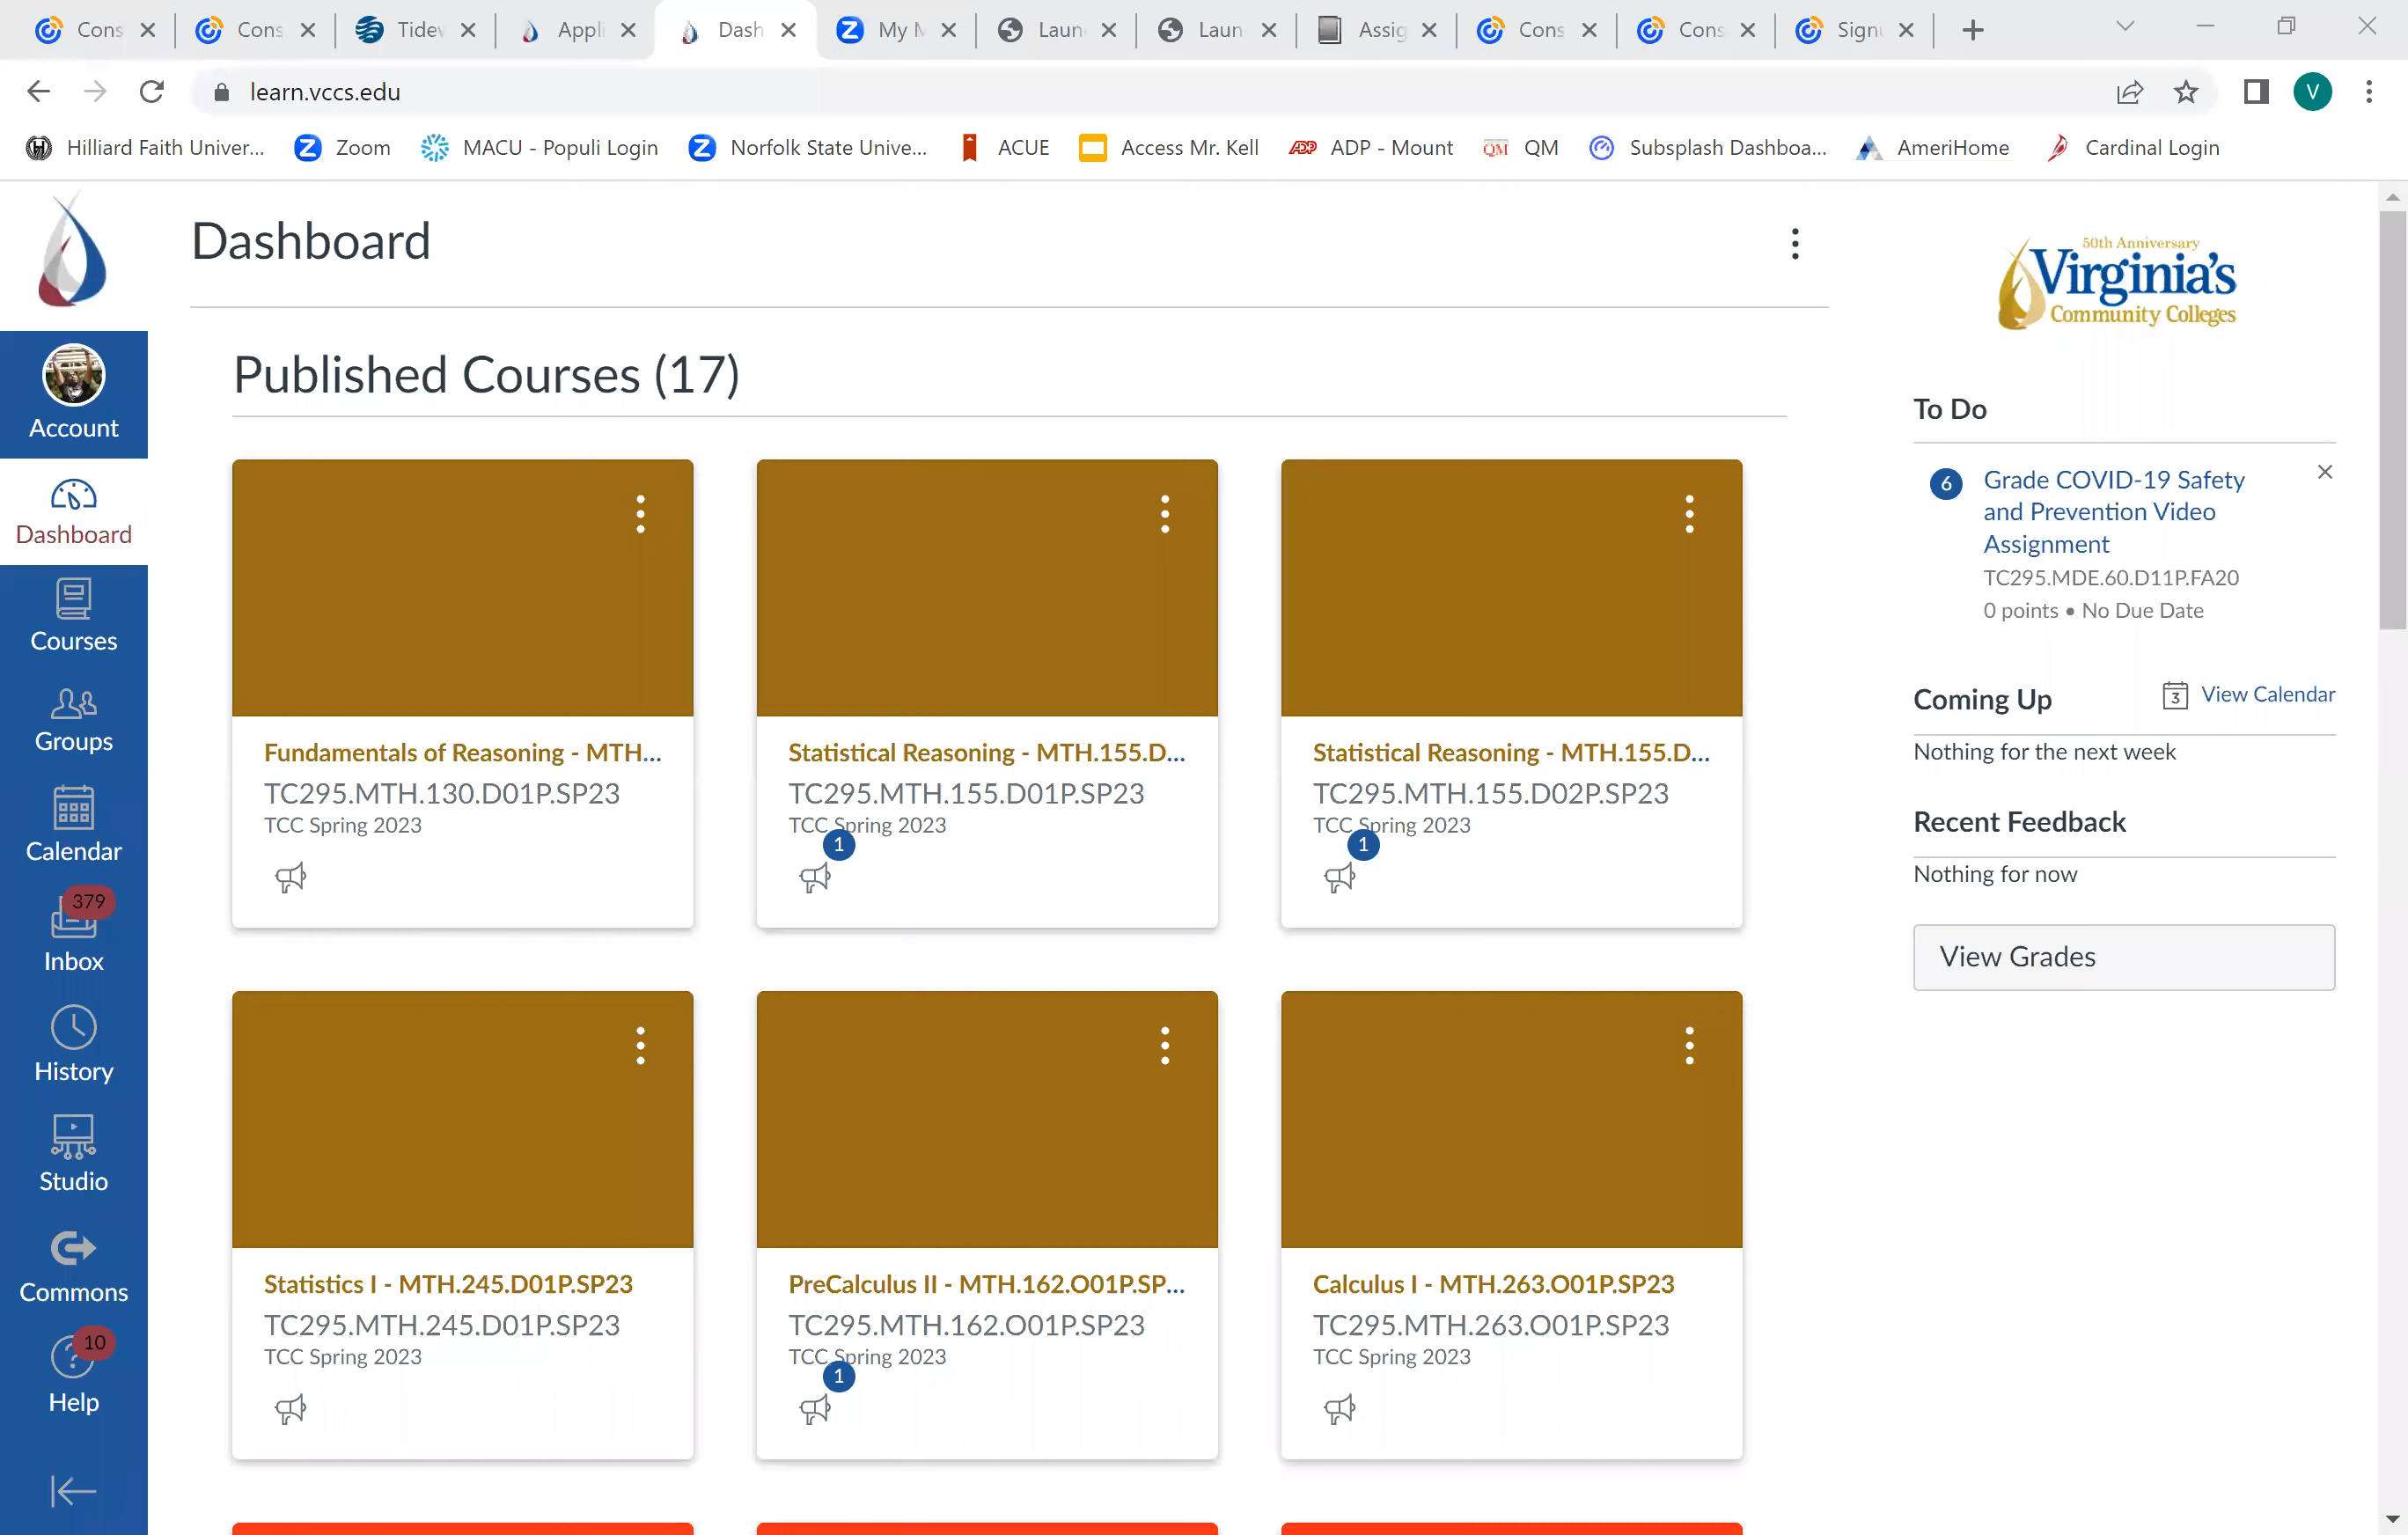 Cons
Cons
Tidev
Appli
Dash
My M
Laun
Laun
Assig
Cons
Cons
Signu
learn.vccs.edu
V
Hilliard Faith Univer...
Zoom
MACU - Populi Login
Norfolk State Unive...
ACUE
Access Mr. Kell
ADP - Mount
QM
QM
Subsplash Dashboa...
AmeriHome
Cardinal Login
Account
Dashboard
Courses
Groups
Calendar
379
Inbox
History
Studio
Commons
10
Help
Dashboard
Published Courses (17)
Fundamentals of Reasoning - MTH...
TC295.MTH.130.D01P.SP23
TCC Spring 2023
Statistical Reasoning - MTH.155.D...
TC295.MTH.155.D01P.SP23
TCC Spring 2023
1
Statistical Reasoning - MTH.155.D...
TC295.MTH.155.D02P.SP23
TCC Spring 2023
1
Statistics I - MTH.245.D01P.SP23
TC295.MTH.245.D01P.SP23
TCC Spring 2023
PreCalculus II - MTH.162.O01P.SP...
TC295.MTH.162.O01P.SP23
TCC Spring 2023
1
Calculus I - MTH.263.O01P.SP23
TC295.MTH.263.O01P.SP23
TCC Spring 2023
50th Anniversary
Virginia's
Community Colleges
To Do
6
Grade COVID-19 Safety
and Prevention Video
Assignment
TC295.MDE.60.D11P.FA20
0 points • No Due Date
Coming Up
3
View Calendar
Nothing for the next week
Recent Feedback
Nothing for now
View Grades